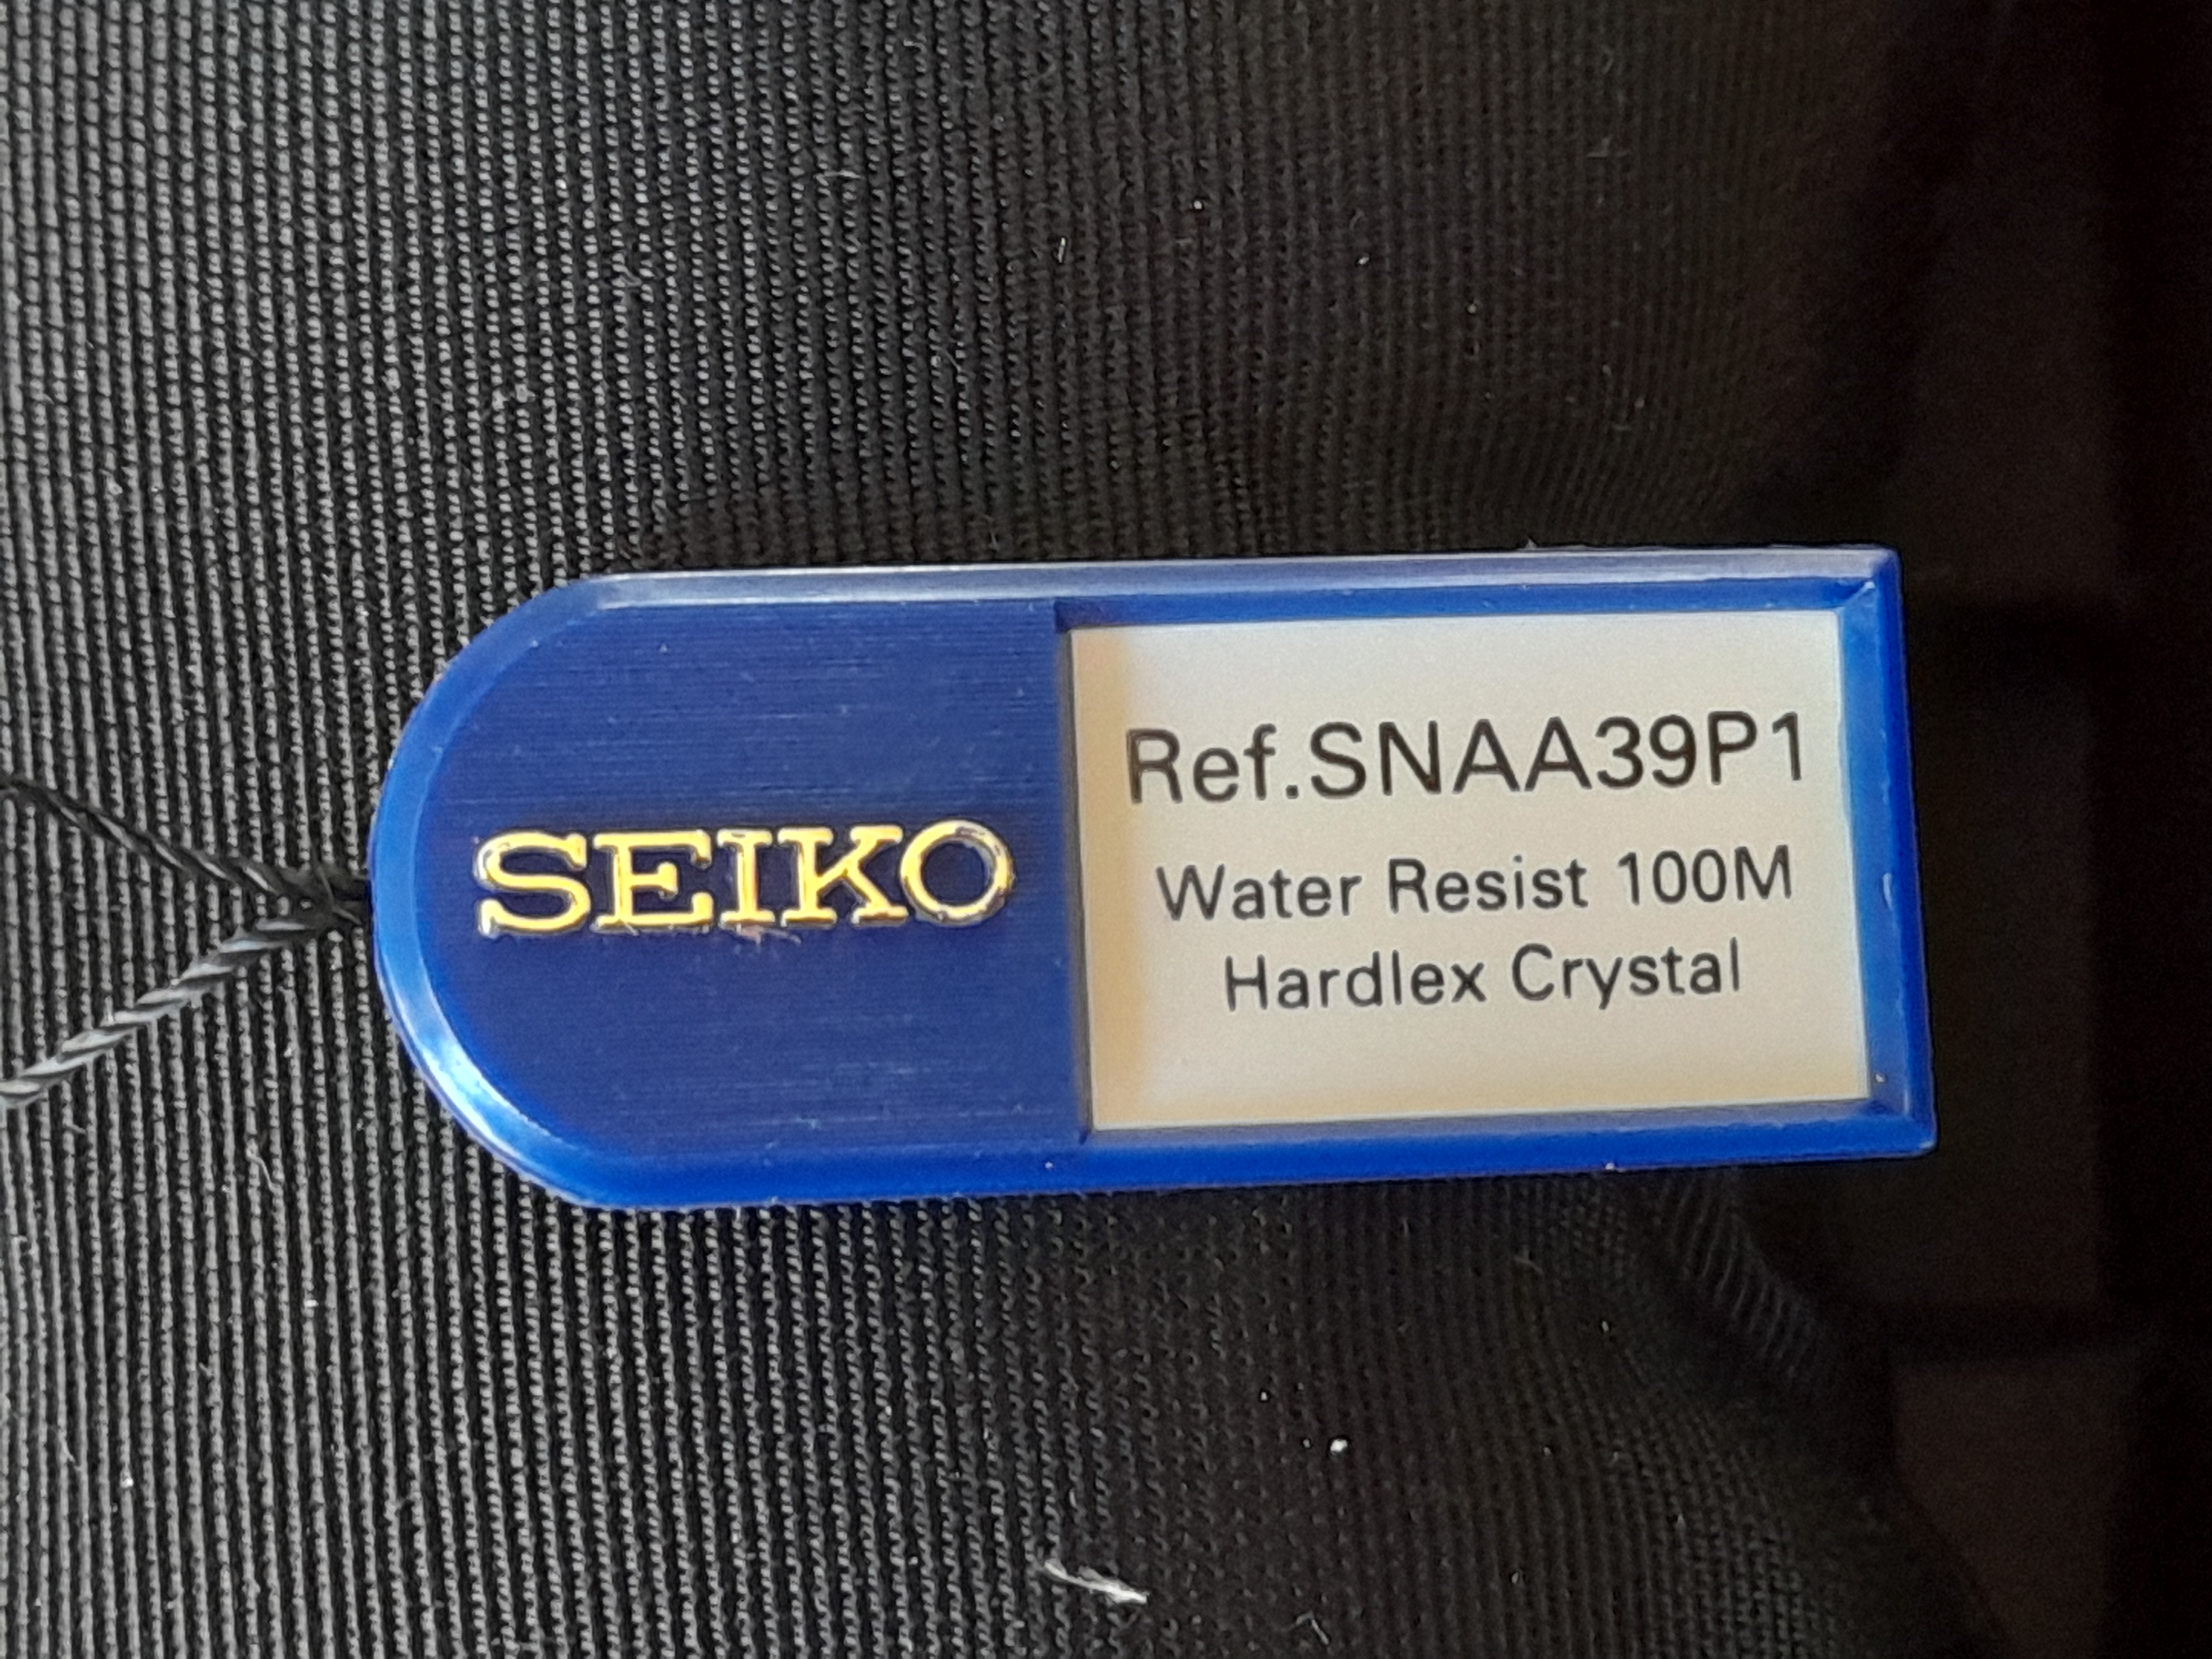 SEIKO
Ref.SNAA39P1
Water Resist 100M
Hardlex Crystal